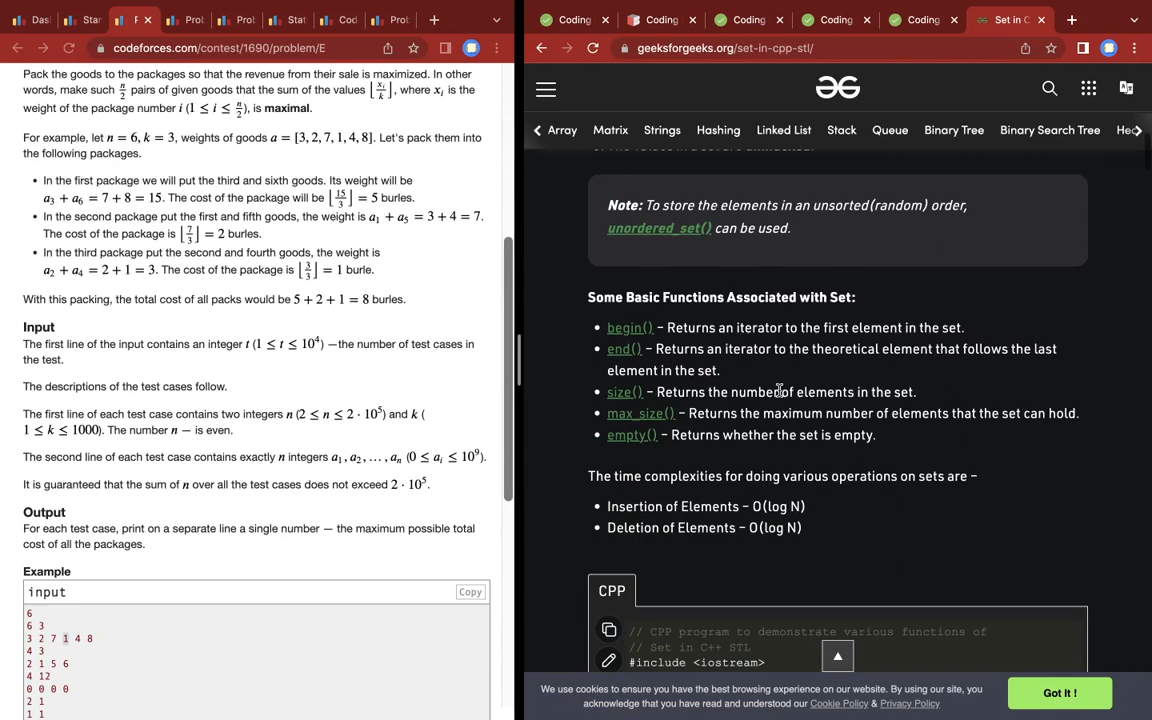 Das
Star
F
Prob
Prob
Stat
Cod
Prob
codeforces.com/contest/1690/problem/E
Pack the goods to the packages so that the revenue from their sale is maximized. In other
words, make such n/2 pairs of given goods that the sum of the values ⌊x_i/k⌋, where x_i is the
weight of the package number i (1 ≤ i ≤ n/2), is maximal.
For example, let n = 6, k = 3, weights of goods a = [3, 2, 7, 1, 4, 8]. Let's pack them into
the following packages.
• In the first package we will put the third and sixth goods. Its weight will be
a₃ + a₆ = 7 + 8 = 15. The cost of the package will be ⌊15/3⌋ = 5 burles.
• In the second package put the first and fifth goods, the weight is a₁ + a₅ = 3 + 4 = 7.
The cost of the package is ⌊7/3⌋ = 2 burles.
• In the third package put the second and fourth goods, the weight is
a₂ + a₄ = 2 + 1 = 3. The cost of the package is ⌊3/3⌋ = 1 burle.
With this packing, the total cost of all packs would be 5 + 2 + 1 = 8 burles.
Input
The first line of the input contains an integer t (1 ≤ t ≤ 10⁴) —the number of test cases in
the test.
The descriptions of the test cases follow.
The first line of each test case contains two integers n (2 ≤ n ≤ 2 · 10⁵) and k (
1 ≤ k ≤ 1000). The number n — is even.
The second line of each test case contains exactly n integers a₁, a₂, …, aₙ (0 ≤ aᵢ ≤ 10⁹).
It is guaranteed that the sum of n over all the test cases does not exceed 2 · 10⁵.
Output
For each test case, print on a separate line a single number — the maximum possible total
cost of all the packages.
Example
input
Copy
6
6 3
3 2 7 1 4 8
4 3
2 1 5 6
4 12
0 0 0 0
2 1
1 1
Coding
Coding
Coding
Coding
Coding
Set in C
geeksforgeeks.org/set-in-cpp-stl/
Array Matrix Strings Hashing Linked List Stack Queue Binary Tree Binary Search Tree Hea
Note: To store the elements in an unsorted(random) order,
unordered_set() can be used.
Some Basic Functions Associated with Set:
• begin() – Returns an iterator to the first element in the set.
• end() – Returns an iterator to the theoretical element that follows the last
element in the set.
• size() – Returns the number of elements in the set.
• max_size() – Returns the maximum number of elements that the set can hold.
• empty() – Returns whether the set is empty.
The time complexities for doing various operations on sets are –
• Insertion of Elements – O(log N)
• Deletion of Elements – O(log N)
CPP
// CPP program to demonstrate various functions of
// Set in C++ STL
#include <iostream>
We use cookies to ensure you have the best browsing experience on our website. By using our site, you
acknowledge that you have read and understood our Cookie Policy & Privacy Policy
Got It !